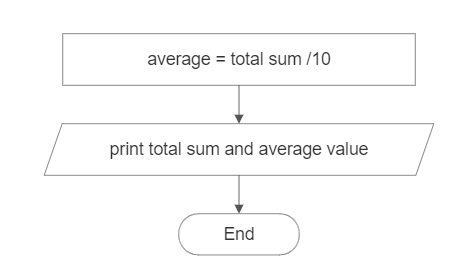 average = total sum /10
print total sum and average value
End